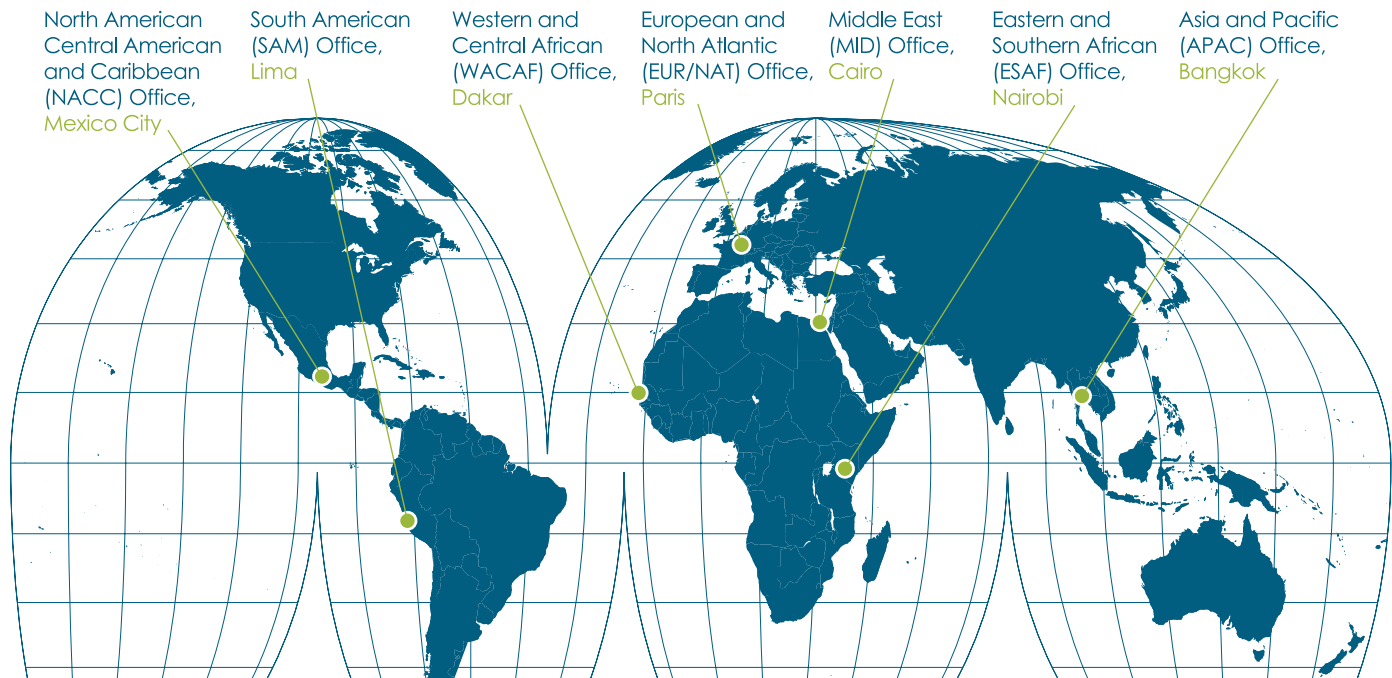 North American
Central American
and Caribbean
(NACC) Office,
Mexico City
South American
(SAM) Office,
Lima
Western and
Central African
(WACAF) Office,
Dakar
European and
North Atlantic
(EUR/NAT) Office,
Paris
Middle East
(MID) Office,
Cairo
Eastern and
Southern African
(ESAF) Office,
Nairobi
Asia and Pacific
(APAC) Office,
Bangkok